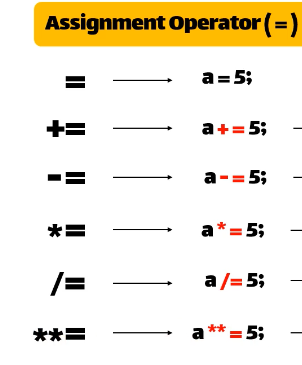 Assignment Operator (=)
= a = 5;
+= a += 5;
-= a -= 5;
*= a *= 5;
/= a /= 5;
**= a **= 5;